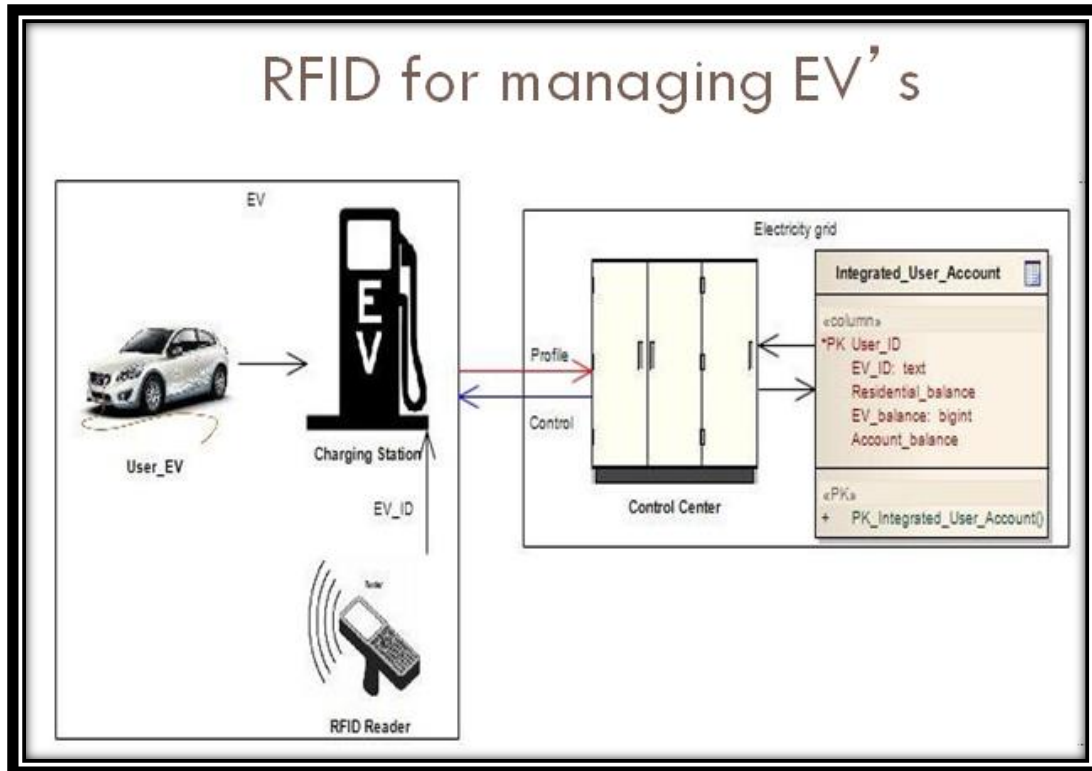 RFID for managing EV's
EV
E
V
User_EV
Charging Station
EV_ID
RFID Reader
Profile
Control
Electricity grid
Control Center
Integrated_User_Account
«column»
*PK User_ID
EV_ID: text
Residential_balance
EV_balance: bigint
Account_balance
«PK»
+ PK_Integrated_User_Account()